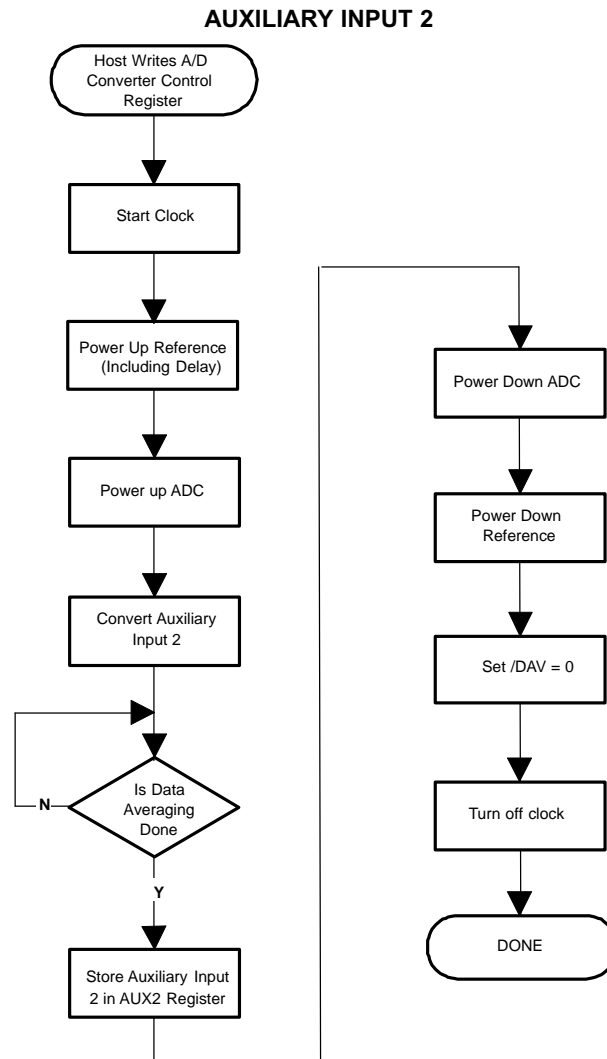 AUXILIARY INPUT 2
Host Writes A/D
Converter Control
Register
Start Clock
Power Up Reference
(Including Delay)
Power up ADC
Convert Auxiliary
Input 2
Is Data
Averaging
Done
N
Y
Store Auxiliary Input
2 in AUX2 Register
Power Down ADC
Power Down
Reference
Set /DAV = 0
Turn off clock
DONE